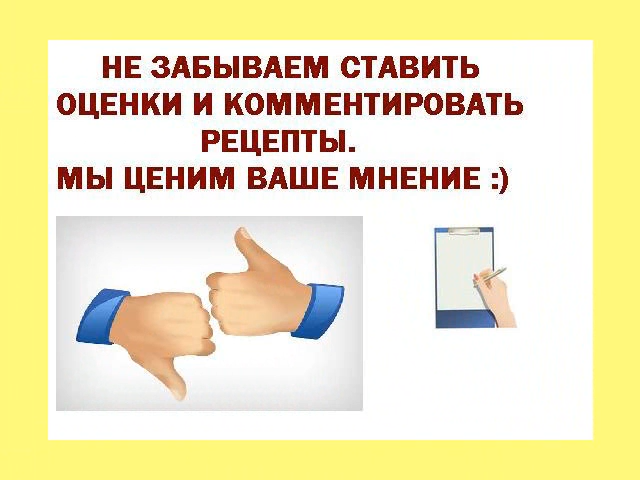 НЕ ЗАБЫВАЕМ СТАВИТЬ
ОЦЕНКИ И КОММЕНТИРОВАТЬ
РЕЦЕПТЫ.
МЫ ЦЕНИМ ВАШЕ МНЕНИЕ :)